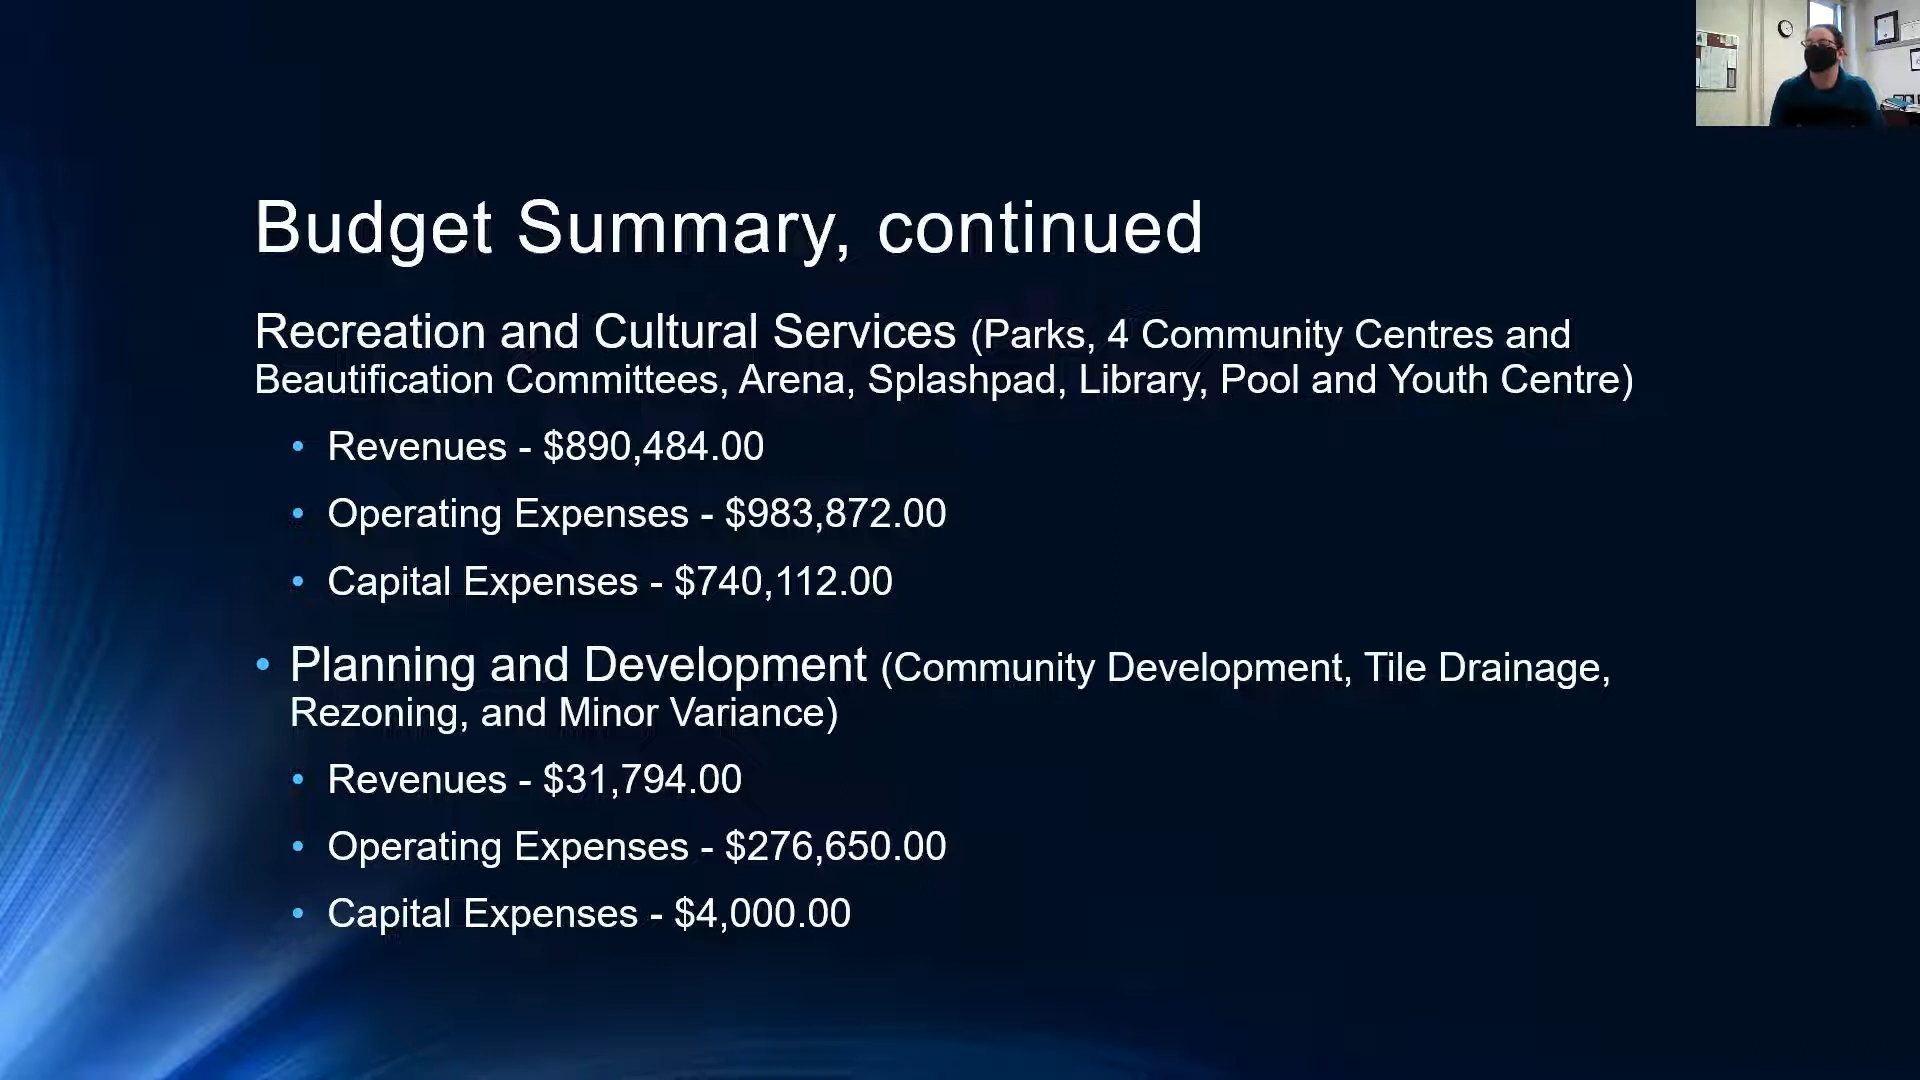 Budget Summary, continued
Recreation and Cultural Services (Parks, 4 Community Centres and
Beautification Committees, Arena, Splashpad, Library, Pool and Youth Centre)
• Revenues - $890,484.00
• Operating Expenses - $983,872.00
• Capital Expenses - $740,112.00
• Planning and Development (Community Development, Tile Drainage,
Rezoning, and Minor Variance)
• Revenues - $31,794.00
• Operating Expenses - $276,650.00
• Capital Expenses - $4,000.00